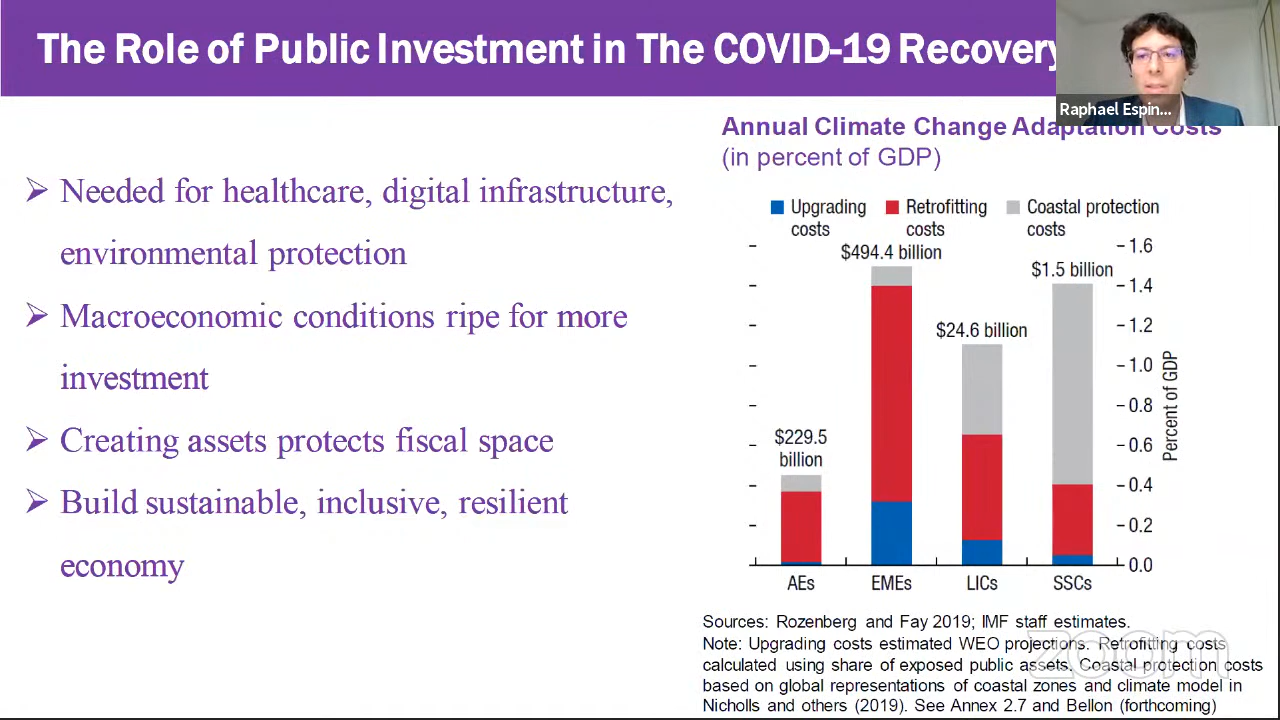 The Role of Public Investment in The COVID-19 Recovery
Raphael Espin...
Needed for healthcare, digital infrastructure,
environmental protection
Macroeconomic conditions ripe for more
investment
Creating assets protects fiscal space
Build sustainable, inclusive, resilient
economy
Annual Climate Change Adaptation Costs
(in percent of GDP)
Upgrading costs
Retrofitting costs
Coastal protection costs
$229.5 billion
$494.4 billion
$24.6 billion
$1.5 billion
1.6
1.4
1.2
1.0
0.8
0.6
0.4
0.2
0.0
Percent of GDP
AEs EMEs LICs SSCs
Sources: Rozenberg and Fay 2019; IMF staff estimates.
Note: Upgrading costs estimated WEO projections. Retrofitting costs
calculated using share of exposed public assets. Coastal protection costs
based on global representations of coastal zones and climate model in
Nicholls and others (2019). See Annex 2.7 and Bellon (forthcoming)
zoom